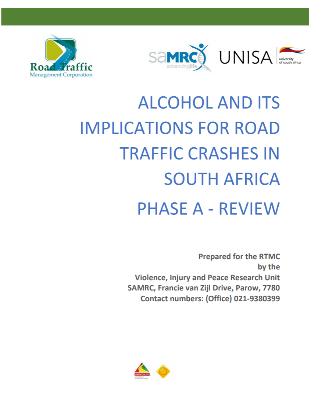 Road Traffic
Management Corporation
saMRC
UNISA
university
of south africa
ALCOHOL AND ITS
IMPLICATIONS FOR ROAD
TRAFFIC CRASHES IN
SOUTH AFRICA
PHASE A - REVIEW
Prepared for the RTMC
by the
Violence, Injury and Peace Research Unit
SAMRC, Francie van Zijl Drive, Parow, 7780
Contact numbers: (Office) 021-9380399